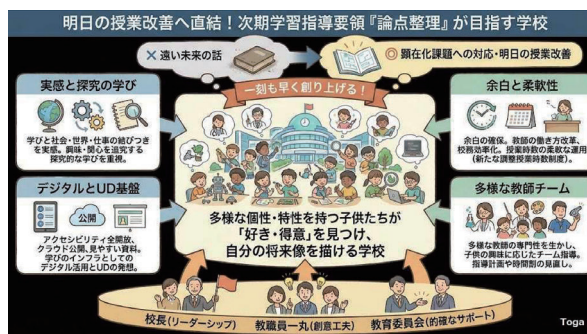 明日の授業改善へ直結！次期学習指導要領『論点整理』が目指す学校
× 遠い未来の話
◎ 顕在化課題への対応・明日の授業改善
一刻も早く創り上げる！
実感と探究の学び
学びと社会・世界・仕事の結びつき
を実感。興味・関心を追究する
探究的な学びを重視。
デジタルとUD基盤
公開
アクセシビリティ全開放、
クラウド公開、見やすい資料。
学びのインフラとしての
デジタル活用とUDの発想。
多様な個性・特性を持つ子供たちが
「好き・得意」を見つけ、
自分の将来像を描ける学校
余白と柔軟性
余白の確保。教師の働き方改革、
校務効率化。授業時数の柔軟な運用
（新たな調整授業時数制度）。
多様な教師チーム
多様な教師の専門性を生かし、
子供の興味に応じたチーム指導。
指導計画や時間割の見直し。
校長（リーダーシップ）
教職員一丸（創意工夫）
教育委員会（的確なサポート）
Toga